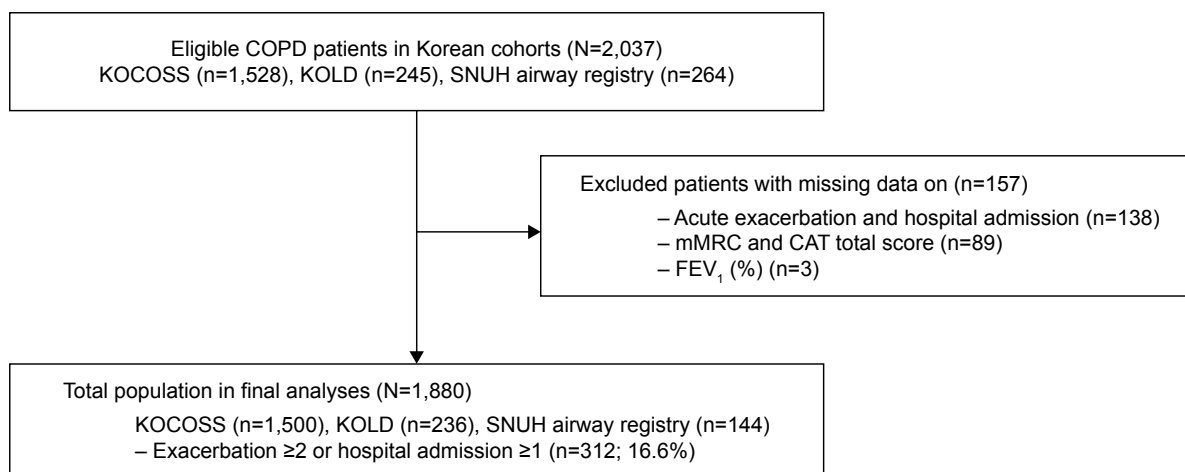 Eligible COPD patients in Korean cohorts (N=2,037)
KOCOSS (n=1,528), KOLD (n=245), SNUH airway registry (n=264)
Excluded patients with missing data on (n=157)
– Acute exacerbation and hospital admission (n=138)
– mMRC and CAT total score (n=89)
– FEV₁ (%) (n=3)
Total population in final analyses (N=1,880)
KOCOSS (n=1,500), KOLD (n=236), SNUH airway registry (n=144)
– Exacerbation ≥2 or hospital admission ≥1 (n=312; 16.6%)